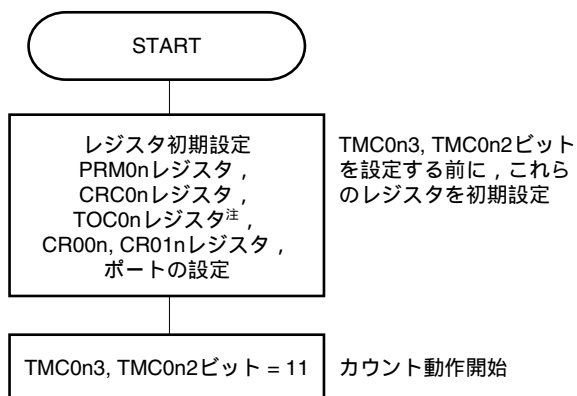 START
レジスタ初期設定
PRM0nレジスタ，
CRC0nレジスタ，
TOC0nレジスタ注，
CR00n, CR01nレジスタ，
ポートの設定
TMC0n3, TMC0n2ビット
を設定する前に，これら
のレジスタを初期設定
TMC0n3, TMC0n2ビット = 11
カウント動作開始